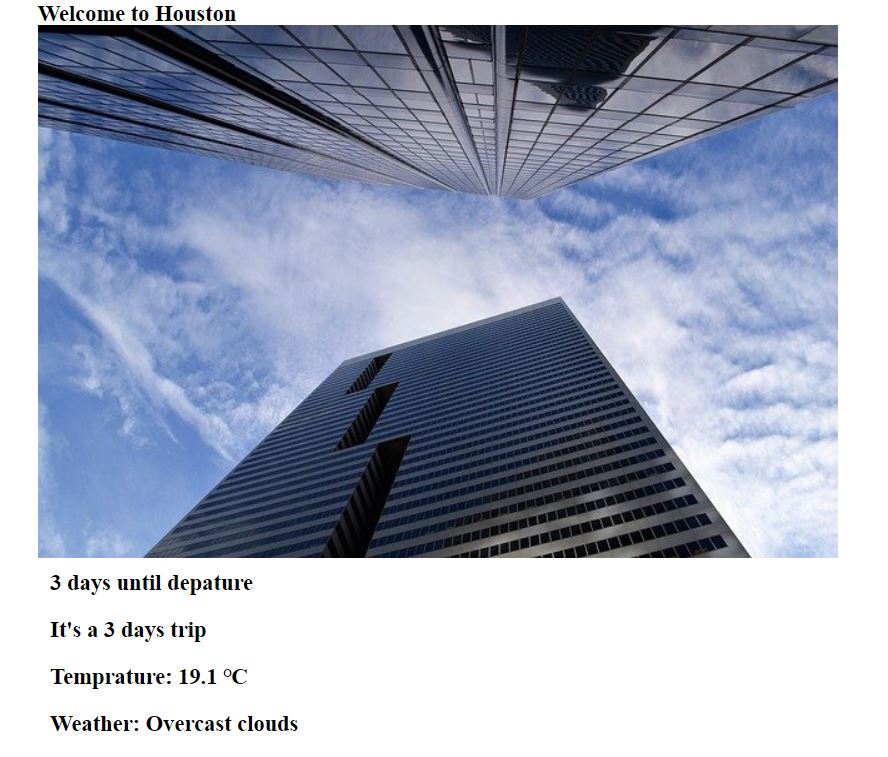 Welcome to Houston
3 days until depature
It's a 3 days trip
Temprature: 19.1 °C
Weather: Overcast clouds